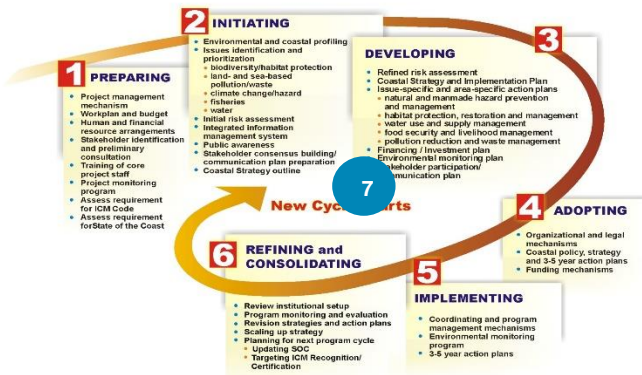 1 PREPARING
Project management
mechanism
Workplan and budget
Human and financial
resource arrangements
Stakeholder identification
and preliminary
consultation
Training of core
project staff
Project monitoring
program
Assess requirement
for ICM Code
Assess requirement
forState of the Coast
2 INITIATING
Environmental and coastal profiling
Issues identification and
prioritization
biodiversity/habitat protection
land- and sea-based
pollution/waste
climate change/hazard
fisheries
water
Initial risk assessment
Integrated information
management system
Public awareness
Stakeholder consensus building/
communication plan preparation
Coastal Strategy outline
3
DEVELOPING
Refined risk assessment
Coastal Strategy and Implementation Plan
Issue-specific and area-specific action plans
natural and manmade hazard prevention
and management
habitat protection, restoration and management
water use and supply management
food security and livelihood management
pollution reduction and waste management
Financing / Investment plan
Environmental monitoring plan
participation/
plan
7
New
4 ADOPTING
Organizational and legal
mechanisms
Coastal policy, strategy
and 3-5 year action plans
Funding mechanisms
5
IMPLEMENTING
Coordinating and program
management mechanisms
Environmental monitoring
program
3-5 year action plans
6 REFINING and
CONSOLIDATING
Review institutional setup
Program monitoring and evaluation
Revision strategies and action plans
Scaling up strategy
Planning for next program cycle
Updating SOC
Targeting ICM Recognition/
Certification